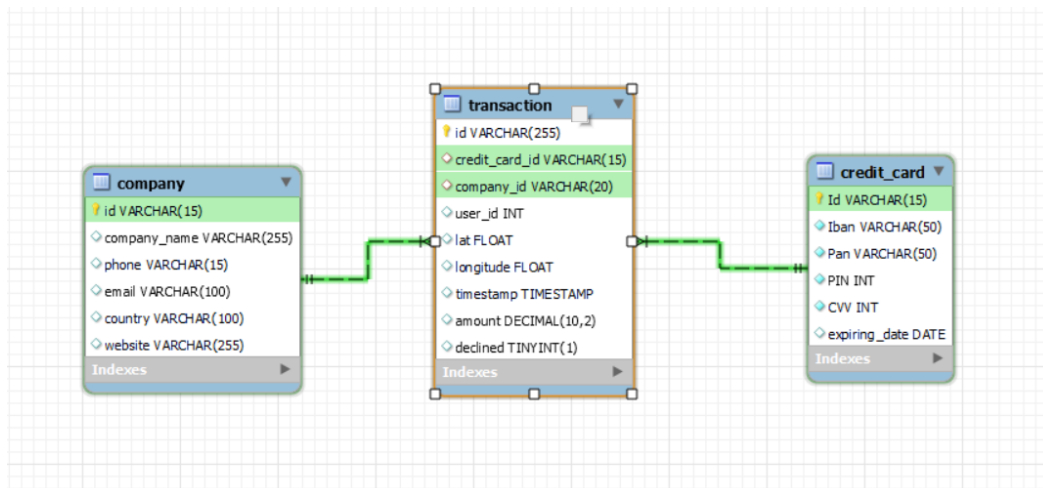 company
id VARCHAR(15)
company_name VARCHAR(255)
phone VARCHAR(15)
email VARCHAR(100)
country VARCHAR(100)
website VARCHAR(255)
Indexes
transaction
id VARCHAR(255)
credit_card_id VARCHAR(15)
company_id VARCHAR(20)
user_id INT
lat FLOAT
longitude FLOAT
timestamp TIMESTAMP
amount DECIMAL(10,2)
declined TINYINT(1)
Indexes
credit_card
Id VARCHAR(15)
Iban VARCHAR(50)
Pan VARCHAR(50)
PIN INT
CVV INT
expiring_date DATE
Indexes